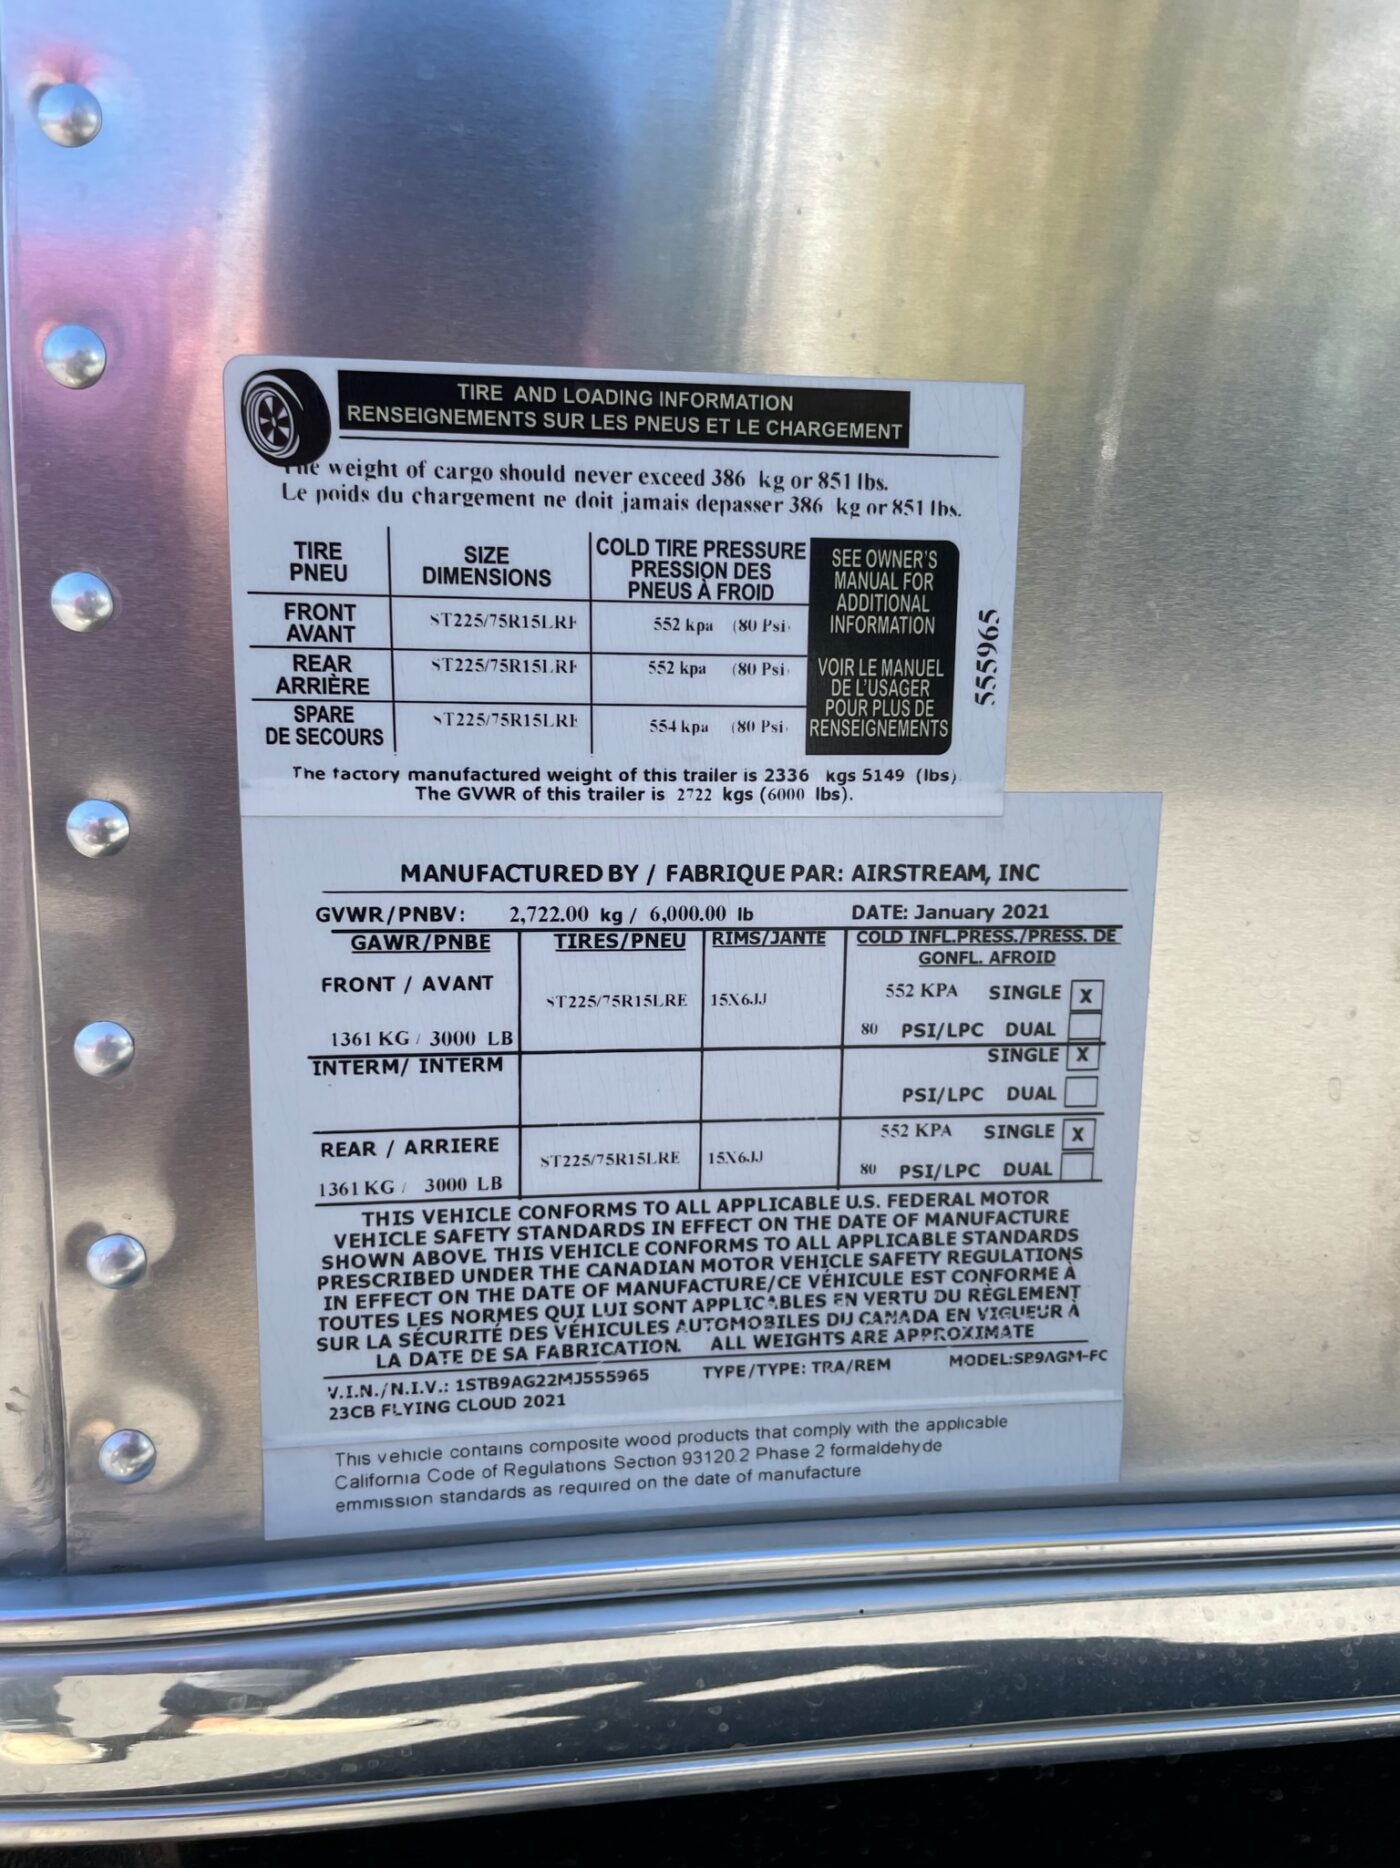 TIRE AND LOADING INFORMATION
RENSEIGNEMENTS SUR LES PNEUS ET LE CHARGEMENT
The weight of cargo should never exceed 386 kg or 851 lbs.
Le poids du chargement ne doit jamais depasser 386 kg or 851 lbs.
TIRE PNEU SIZE DIMENSIONS COLD TIRE PRESSURE PRESSION DES PNEUS À FROID
FRONT AVANT ST225/75R15LRE 552 kpa (80 Psi)
REAR ARRIÈRE ST225/75R15LRE 552 kpa (80 Psi)
SPARE DE SECOURS ST225/75R15LRE 554 kpa (80 Psi)
SEE OWNER'S
MANUAL FOR
ADDITIONAL
INFORMATION
VOIR LE MANUEL
DE L'USAGER
POUR PLUS DE
RENSEIGNEMENTS
555965
The factory manufactured weight of this trailer is 2336 kgs 5149 (lbs)
The GVWR of this trailer is 2722 kgs (6000 lbs).
MANUFACTURED BY / FABRIQUE PAR: AIRSTREAM, INC
GVWR/PNBV: 2,722.00 kg / 6,000.00 lb DATE: January 2021
GAWR/PNBE TIRES/PNEU RIMS/JANTE COLD INFL.PRESS./PRESS. DE
GONFL. AFROID
FRONT / AVANT ST225/75R15LRE 15X6JJ 552 KPA SINGLE X
1361 KG / 3000 LB 80 PSI/LPC DUAL
INTERM/ INTERM SINGLE X
PSI/LPC DUAL
REAR / ARRIERE ST225/75R15LRE 15X6JJ 552 KPA SINGLE X
1361 KG / 3000 LB 80 PSI/LPC DUAL
THIS VEHICLE CONFORMS TO ALL APPLICABLE U.S. FEDERAL MOTOR
VEHICLE SAFETY STANDARDS IN EFFECT ON THE DATE OF MANUFACTURE
SHOWN ABOVE. THIS VEHICLE CONFORMS TO ALL APPLICABLE STANDARDS
PRESCRIBED UNDER THE CANADIAN MOTOR VEHICLE SAFETY REGULATIONS
IN EFFECT ON THE DATE OF MANUFACTURE/CE VÉHICULE EST CONFORME À
TOUTES LES NORMES QUI LUI SONT APPLICABLES EN VERTU DU RÈGLEMENT
SUR LA SÉCURITÉ DES VÉHICULES AUTOMOBILES DU CANADA EN VIGUEUR À
LA DATE DE SA FABRICATION. ALL WEIGHTS ARE APPROXIMATE
V.I.N./N.I.V.: 1STB9AG22MJ555965 TYPE/TYPE: TRA/REM MODEL:SB9AGM-FC
23CB FLYING CLOUD 2021
This vehicle contains composite wood products that comply with the applicable
California Code of Regulations Section 93120.2 Phase 2 formaldehyde
emmission standards as required on the date of manufacture